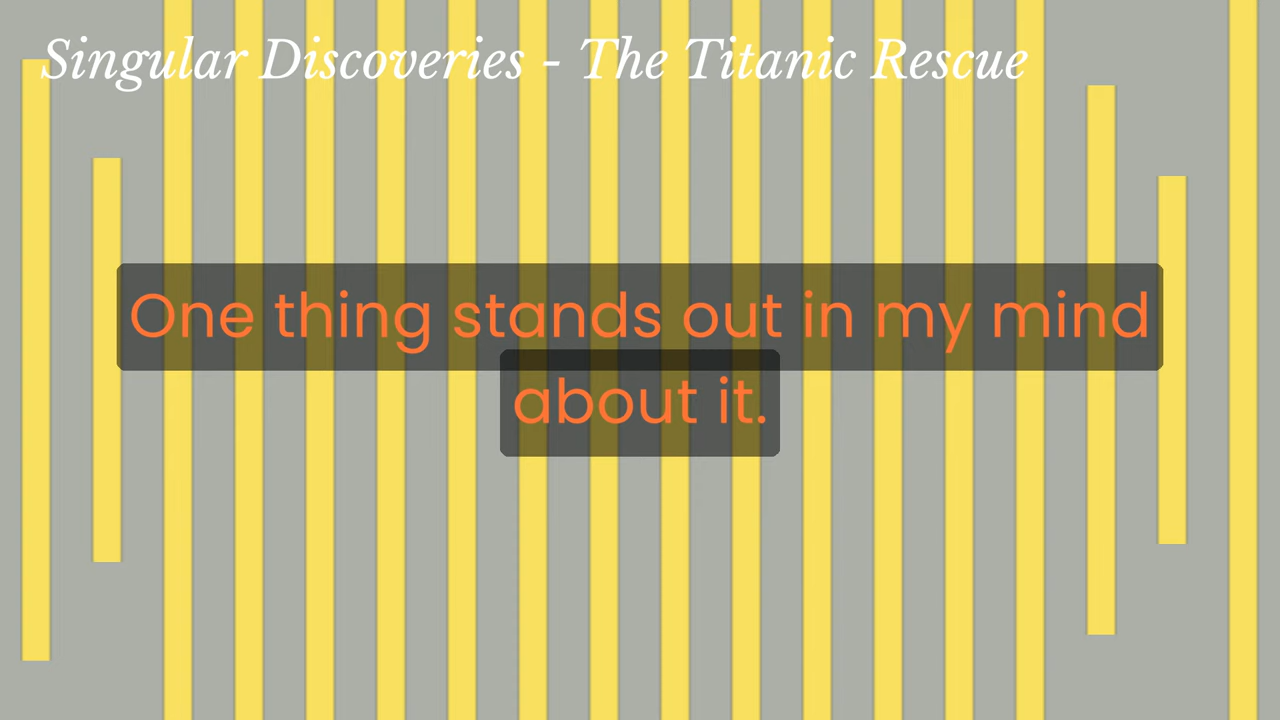 Singular Discoveries - The Titanic Rescue
One thing stands out in my mind
about it.